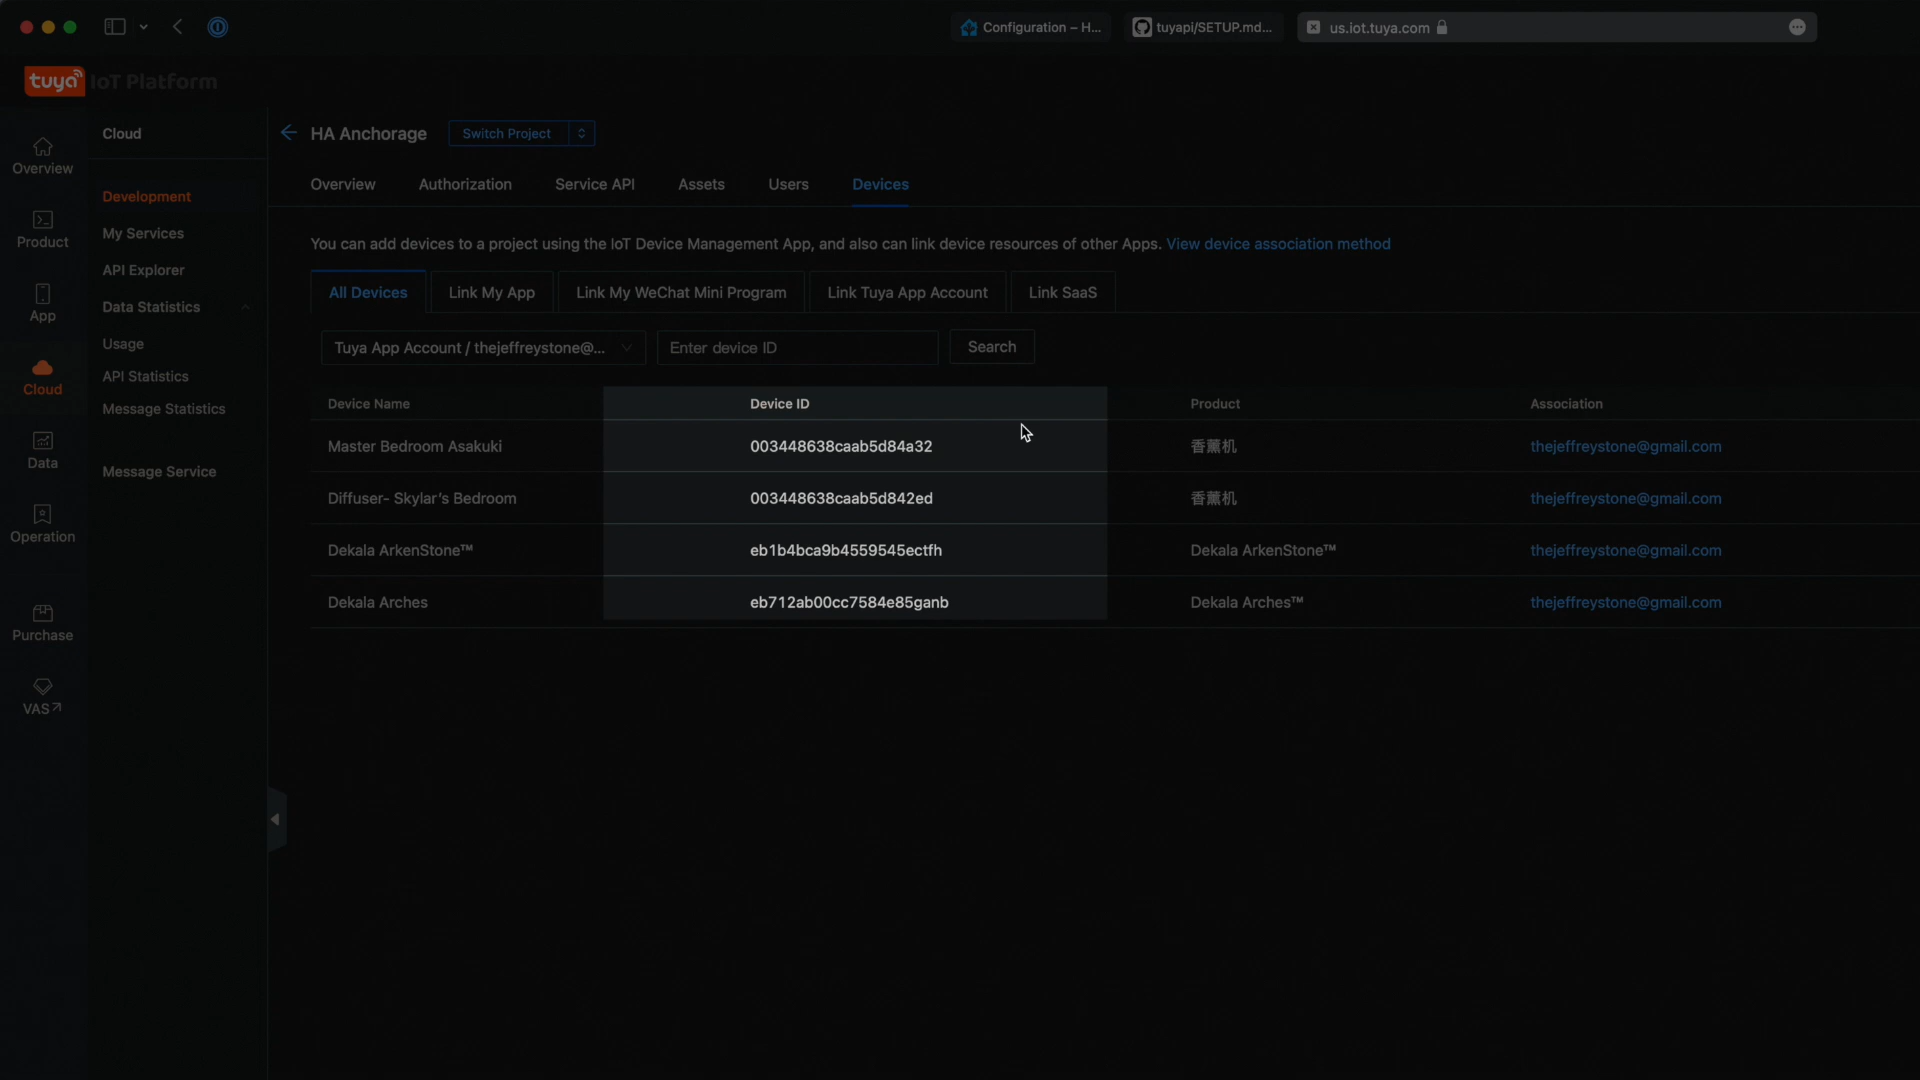 Configuration – H...
tuyapi/SETUP.md...
us.iot.tuya.com
tuya IoT Platform
Overview
Product
App
Cloud
Data
Operation
Purchase
VAS
Cloud
Development
My Services
API Explorer
Data Statistics
Usage
API Statistics
Message Statistics
Message Service
HA Anchorage
Switch Project
Overview Authorization Service API Assets Users Devices
You can add devices to a project using the IoT Device Management App, and also can link device resources of other Apps. View device association method
All Devices Link My App Link My WeChat Mini Program Link Tuya App Account Link SaaS
Tuya App Account / thejeffreystone@... Enter device ID Search
Device Name Device ID Product Association
Master Bedroom Asakuki 003448638caab5d84a32 香薰机 thejeffreystone@gmail.com
Diffuser- Skylar's Bedroom 003448638caab5d842ed 香薰机 thejeffreystone@gmail.com
Dekala ArkenStone™ eb1b4bca9b4559545ectfh Dekala ArkenStone™ thejeffreystone@gmail.com
Dekala Arches eb712ab00cc7584e85ganb Dekala Arches™ thejeffreystone@gmail.com